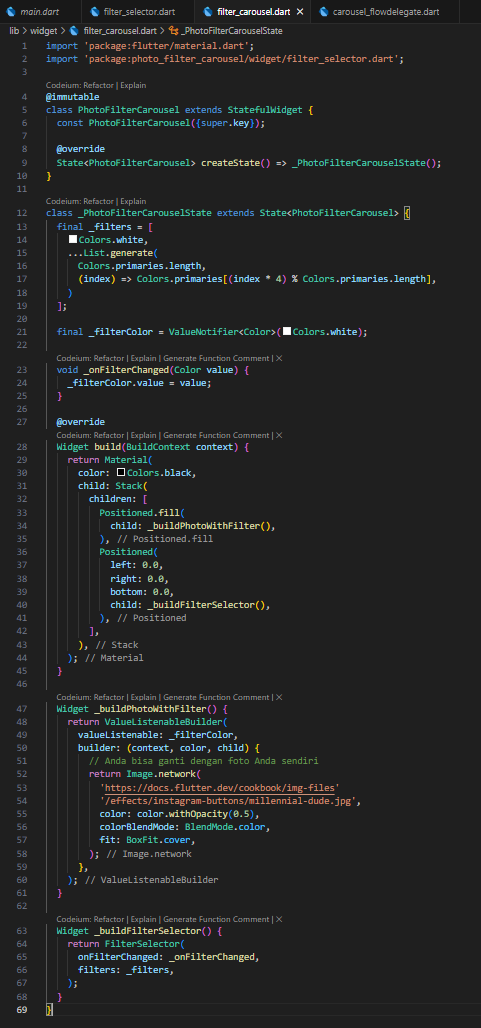 main.dart filter_selector.dart filter_carousel.dart × carousel_flowdelegate.dart
lib > widget > filter_carousel.dart > _PhotoFilterCarouselState
1 import 'package:flutter/material.dart';
2 import 'package:photo_filter_carousel/widget/filter_selector.dart';
3
Codeium: Refactor | Explain
4 @immutable
5 class PhotoFilterCarousel extends StatefulWidget {
6 const PhotoFilterCarousel({super.key});
7
8 @override
9 State<PhotoFilterCarousel> createState() => _PhotoFilterCarouselState();
10 }
11
Codeium: Refactor | Explain
12 class _PhotoFilterCarouselState extends State<PhotoFilterCarousel> {
13 final _filters = [
14 Colors.white,
15 ...List.generate(
16 Colors.primaries.length,
17 (index) => Colors.primaries[(index * 4) % Colors.primaries.length],
18 )
19 ];
20
21 final _filterColor = ValueNotifier<Color>(Colors.white);
22
Codeium: Refactor | Explain | Generate Function Comment | ×
23 void _onFilterChanged(Color value) {
24 _filterColor.value = value;
25 }
26
27 @override
Codeium: Refactor | Explain | Generate Function Comment | ×
28 Widget build(BuildContext context) {
29 return Material(
30 color: Colors.black,
31 child: Stack(
32 children: [
33 Positioned.fill(
34 child: _buildPhotoWithFilter(),
35 ), // Positioned.fill
36 Positioned(
37 left: 0.0,
38 right: 0.0,
39 bottom: 0.0,
40 child: _buildFilterSelector(),
41 ), // Positioned
42 ],
43 ), // Stack
44 ); // Material
45 }
46
Codeium: Refactor | Explain | Generate Function Comment | ×
47 Widget _buildPhotoWithFilter() {
48 return ValueListenableBuilder(
49 valueListenable: _filterColor,
50 builder: (context, color, child) {
51 // Anda bisa ganti dengan foto Anda sendiri
52 return Image.network(
53 'https://docs.flutter.dev/cookbook/img-files'
54 '/effects/instagram-buttons/millennial-dude.jpg',
55 color: color.withOpacity(0.5),
56 colorBlendMode: BlendMode.color,
57 fit: BoxFit.cover,
58 ); // Image.network
59 },
60 ); // ValueListenableBuilder
61 }
62
Codeium: Refactor | Explain | Generate Function Comment | ×
63 Widget _buildFilterSelector() {
64 return FilterSelector(
65 onFilterChanged: _onFilterChanged,
66 filters: _filters,
67 );
68 }
69 }